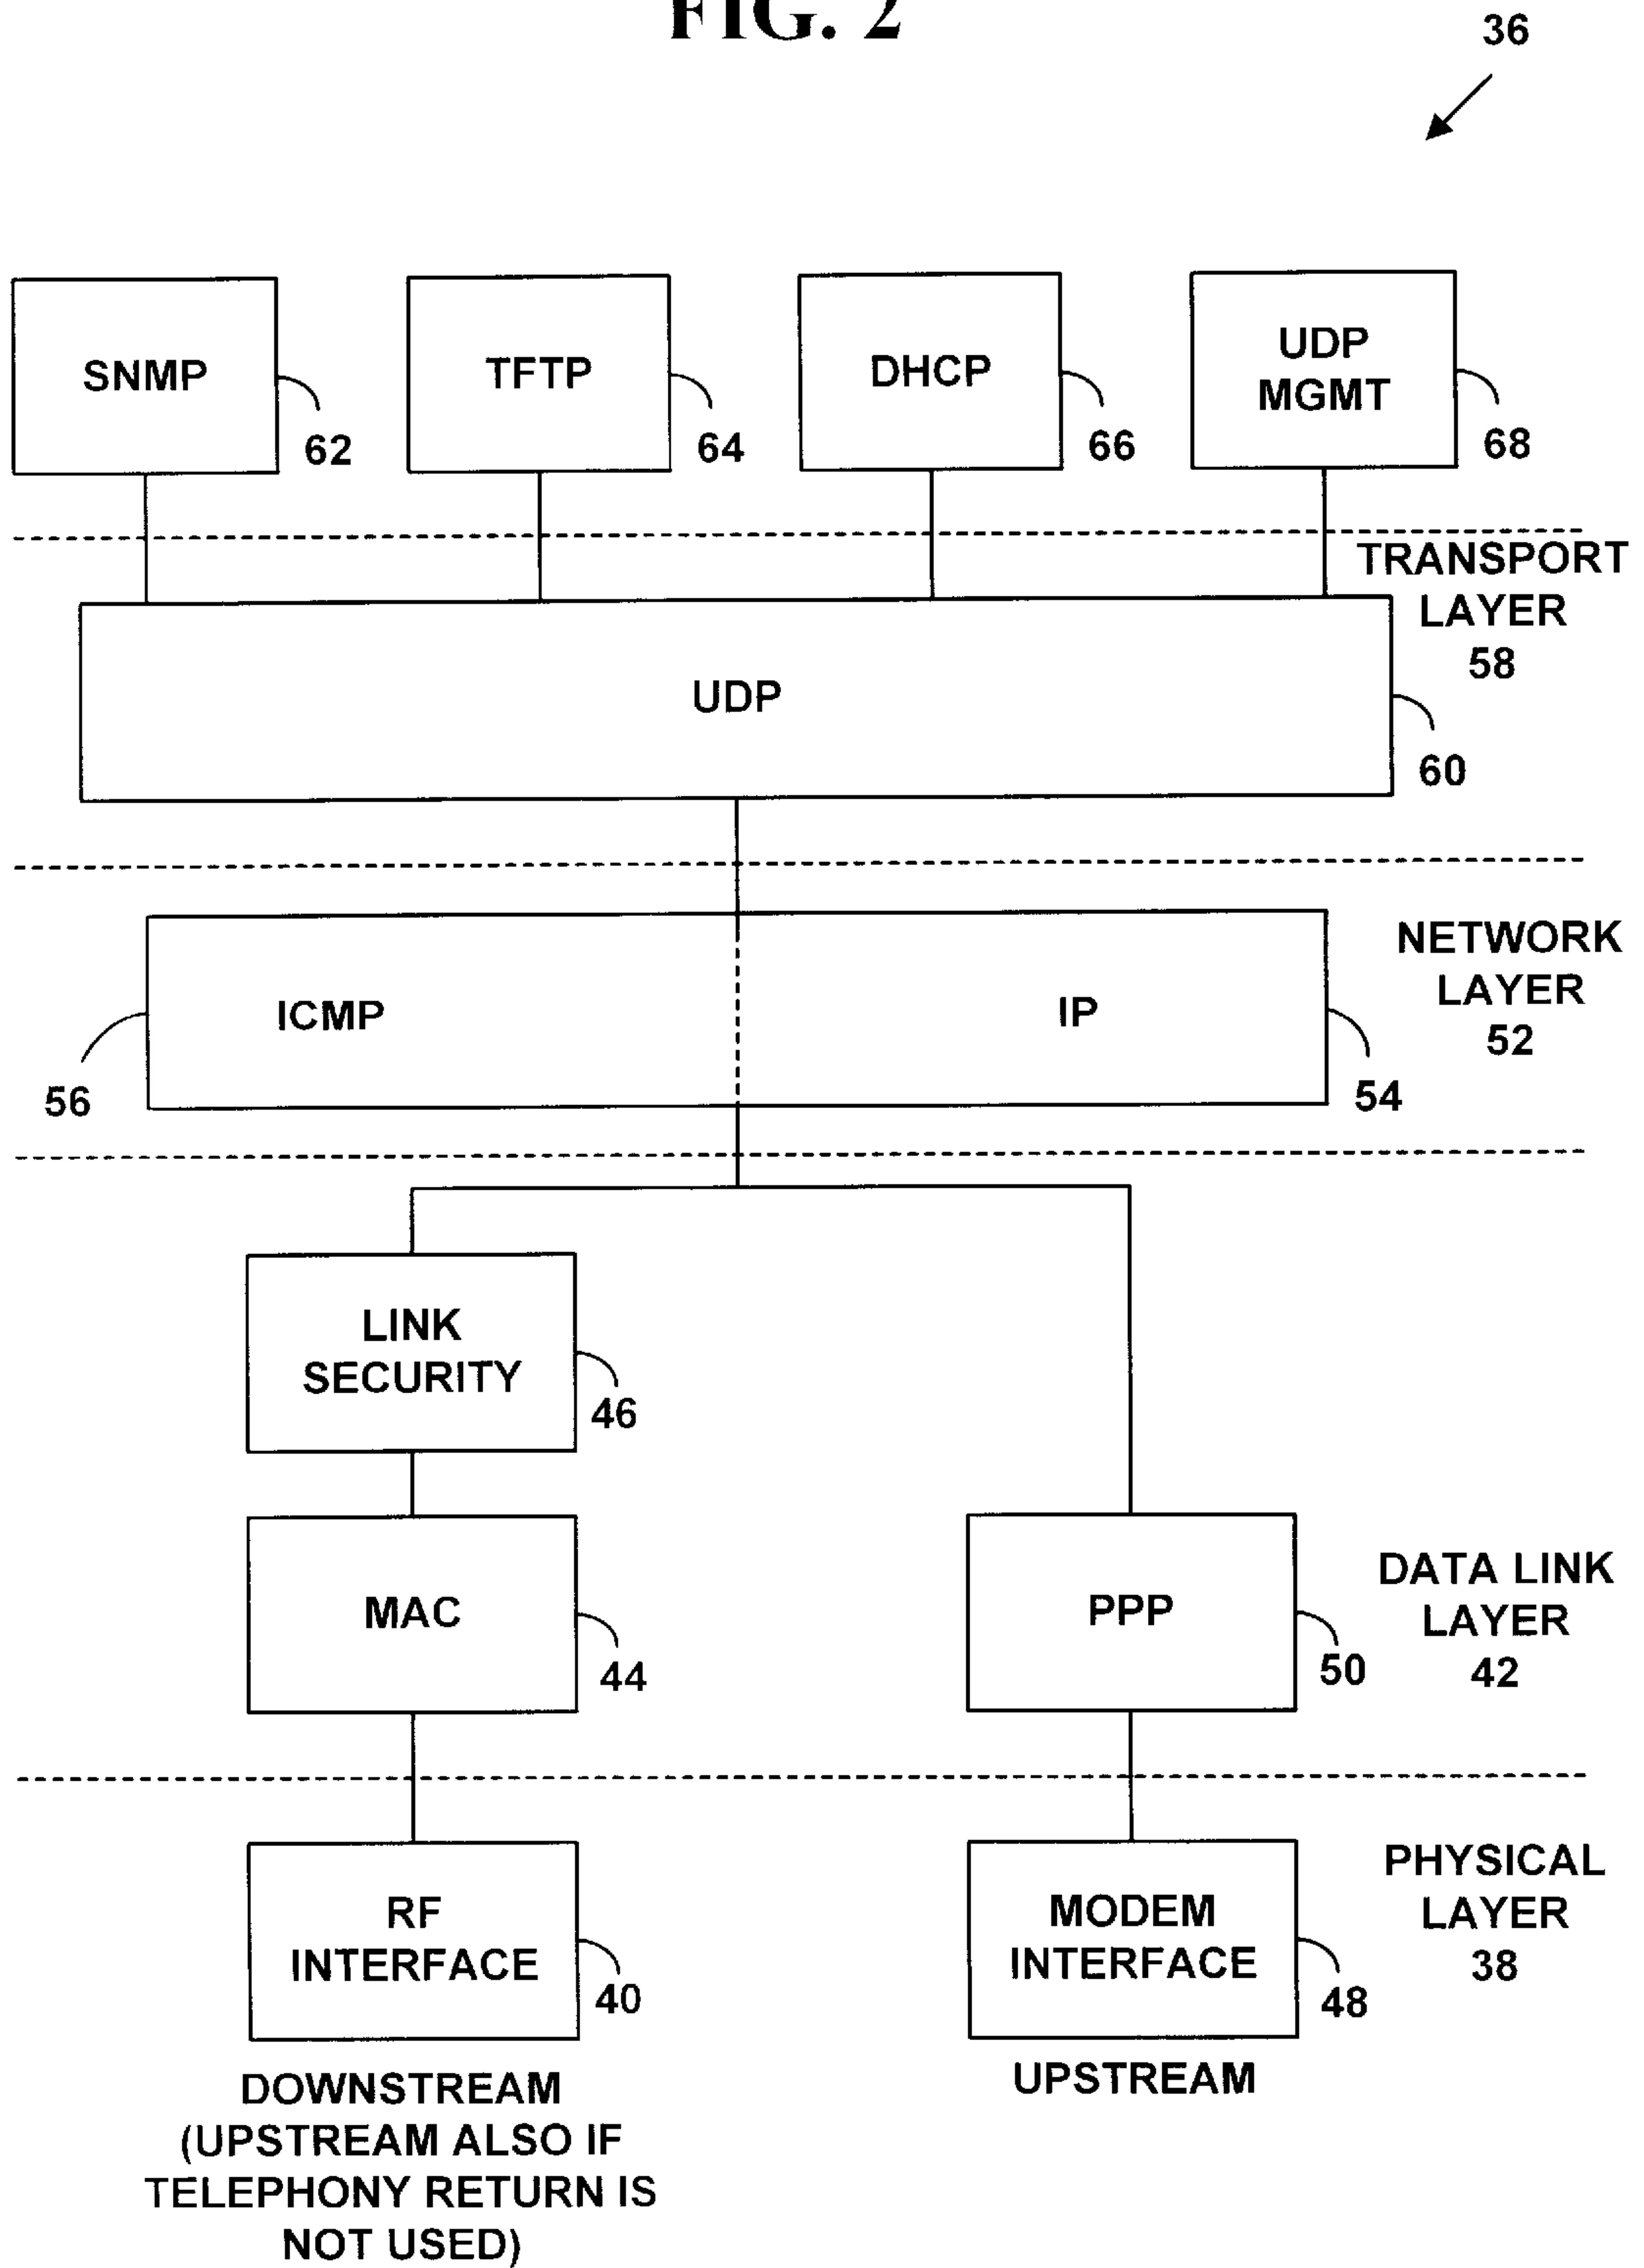 FIG. 2
36
SNMP
62
TFTP
64
DHCP
66
UDP
MGMT
68
TRANSPORT
LAYER
58
UDP
60
NETWORK
LAYER
52
ICMP
56
IP
54
LINK
SECURITY
46
MAC
44
PPP
50
DATA LINK
LAYER
42
PHYSICAL
LAYER
38
RF
INTERFACE
40
MODEM
INTERFACE
48
DOWNSTREAM
(UPSTREAM ALSO IF
TELEPHONY RETURN IS
NOT USED)
UPSTREAM